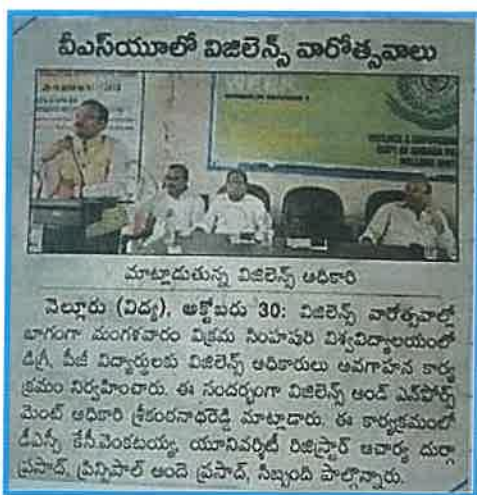 వీఎస్‌యూలో విజిలెన్స్ వారోత్సవాలు
మాట్లాడుతున్న విజిలెన్స్ అధికారి
నెల్లూరు (విద్య), అక్టోబరు 30: విజిలెన్స్ వారోత్సవాల్లో
భాగంగా మంగళవారం విక్రమ సింహపురి విశ్వవిద్యాలయంలో
డిగ్రీ, పీజీ విద్యార్థులకు విజిలెన్స్ అధికారులు అవగాహన కార్య
క్రమం నిర్వహించారు. ఈ సందర్భంగా విజిలెన్స్ అండ్ ఎన్‌ఫోర్స్
మెంట్ అధికారి శ్రీకంఠనాథరెడ్డి మాట్లాడారు. ఈ కార్యక్రమంలో
డీఎస్పీ కేసీ.వెంకటయ్య, యూనివర్శిటీ రిజిస్ట్రార్ ఆచార్య దుర్గా
ప్రసాద్, ప్రిన్సిపాల్ అందె ప్రసాద్, సిబ్బంది పాల్గొన్నారు.